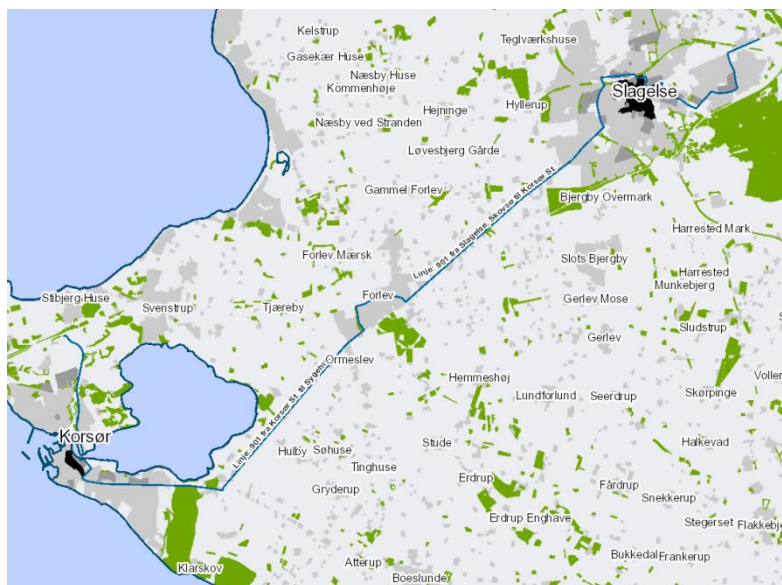 Kelstrup
Teglværkshuse
Gasekær Huse
Næsby Huse
Kommenhøje
Slagelse
Hejninge
Hyllerup
Næsby ved Stranden
Løvesbjerg Gårde
Gammel Forlev
Bjergby Overmark
Linje: 901 fra Slagelse, Skovsø til Korsør St.
Harrested Mark
Forlev Mærsk
Slots Bjergby
Harrested
Munkebjerg
Stibjerg Huse
Svenstrup
Tjæreby
Forlev
Gerlev Mose
Sludstrup
Gerlev
Ormeslev
Linje: 901 fra Korsør St. til
Hemmeshøj
Vollers
Skørpinge
Lundforlund
Seerdrup
Korsør
Hulby
Søhuse
Stude
Halkevad
Tinghuse
Gryderup
Erdrup
Fårdrup
Snekkerup
Erdrup Enghave
Stegerset
Flakkebj
Klarskov
Atterup
Boeslunde
Bukkedal
Frankerup